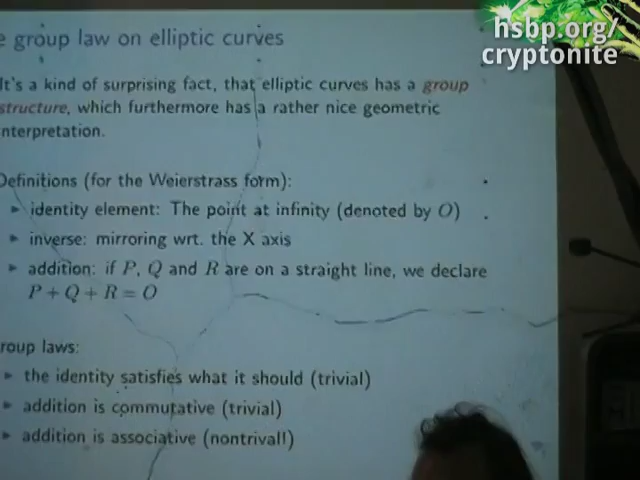 hsbp.org/
cryptonite
e group law on elliptic curves
It's a kind of surprising fact, that elliptic curves has a group
structure, which furthermore has a rather nice geometric
interpretation.
Definitions (for the Weierstrass form):
► identity element: The point at infinity (denoted by O)
► inverse: mirroring wrt. the X axis
► addition: if P, Q and R are on a straight line, we declare
P + Q + R = O
roup laws:
► the identity satisfies what it should (trivial)
► addition is commutative (trivial)
► addition is associative (nontrival!)